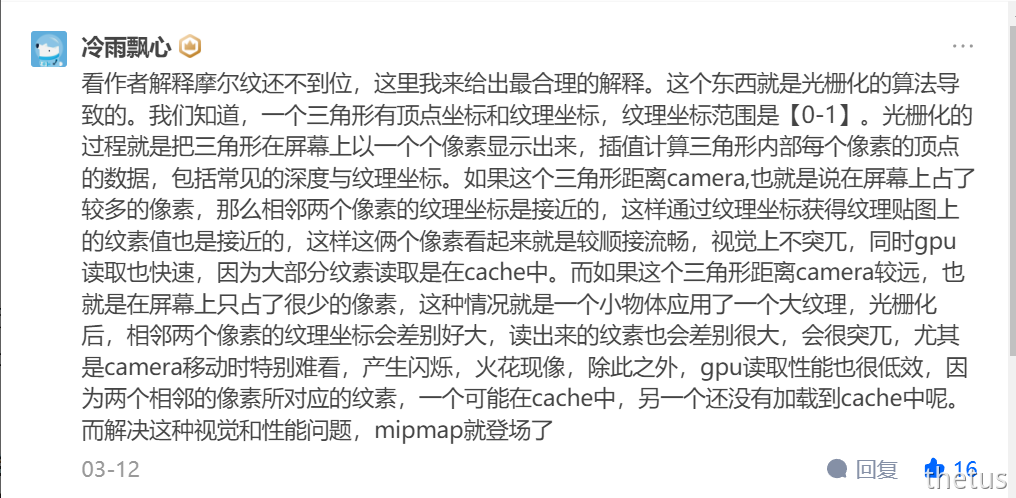 冷雨飘心
看作者解释摩尔纹还不到位，这里我来给出最合理的解释。这个东西就是光栅化的算法导
致的。我们知道，一个三角形有顶点坐标和纹理坐标，纹理坐标范围是【0-1】。光栅化的
过程就是把三角形在屏幕上以一个个像素显示出来，插值计算三角形内部每个像素的顶点
的数据，包括常见的深度与纹理坐标。如果这个三角形距离camera,也就是说在屏幕上占了
较多的像素，那么相邻两个像素的纹理坐标是接近的，这样通过纹理坐标获得纹理贴图上
的纹素值也是接近的，这样这俩个像素看起来就是较顺接流畅，视觉上不突兀，同时gpu
读取也快速，因为大部分纹素读取是在cache中。而如果这个三角形距离camera较远，也
就是在屏幕上只占了很少的像素，这种情况就是一个小物体应用了一个大纹理，光栅化
后，相邻两个像素的纹理坐标会差别好大，读出来的纹素也会差别很大，会很突兀，尤其
是camera移动时特别难看，产生闪烁，火花现像，除此之外，gpu读取性能也很低效，因
为两个相邻的像素所对应的纹素，一个可能在cache中，另一个还没有加载到cache中呢。
而解决这种视觉和性能问题，mipmap就登场了
03-12
回复
16
thetus